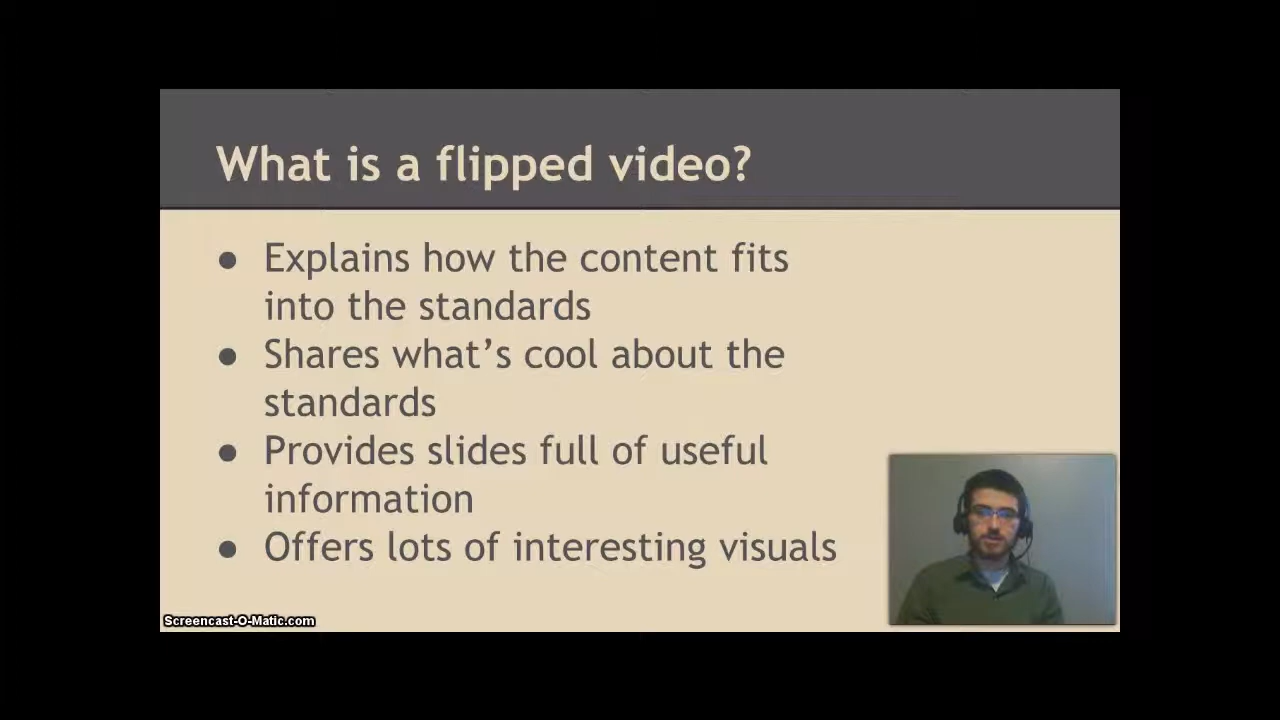 What is a flipped video?
● Explains how the content fits
into the standards
● Shares what’s cool about the
standards
● Provides slides full of useful
information
● Offers lots of interesting visuals
Screencast-O-Matic.com